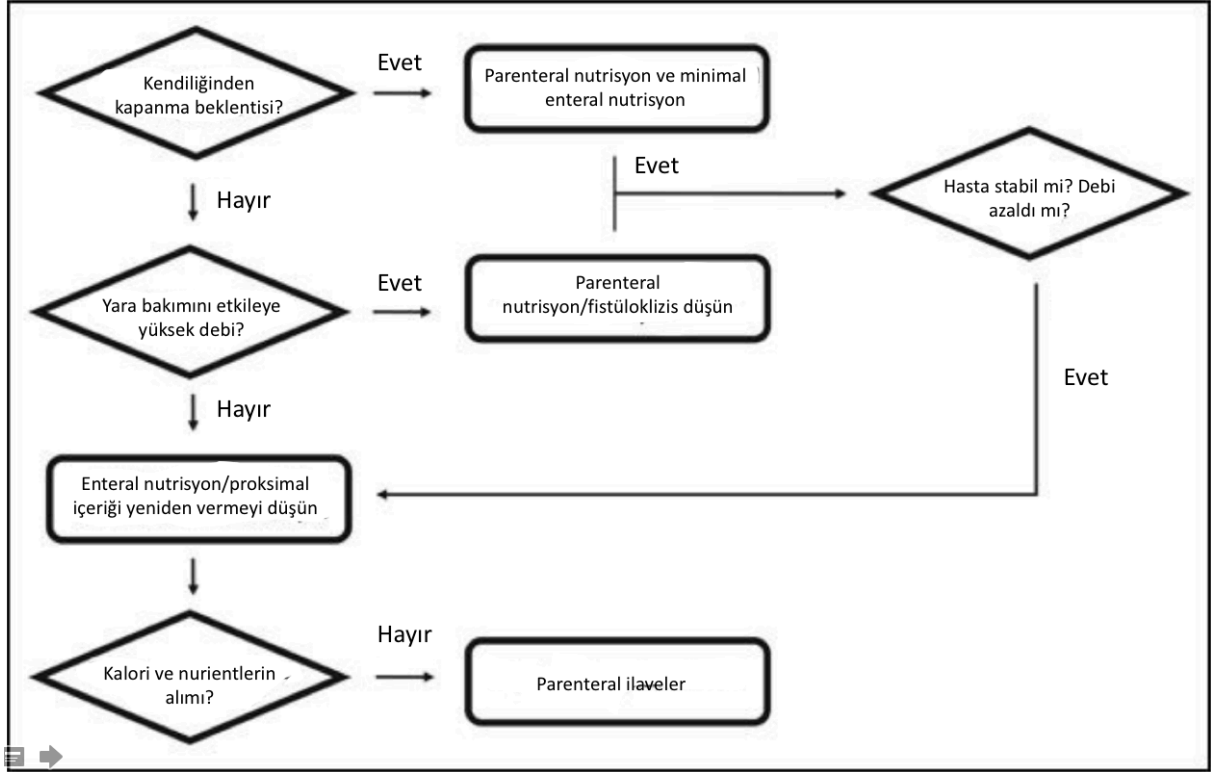 Kendiliğinden
kapanma beklentisi?
Evet
Parenteral nutrisyon ve minimal
enteral nutrisyon
Evet
Hasta stabil mi? Debi
azaldı mı?
Hayır
Yara bakımını etkileye
yüksek debi?
Evet
Parenteral
nutrisyon/fistüloklizis düşün
Evet
Hayır
Enteral nutrisyon/proksimal
içeriği yeniden vermeyi düşün
Kalori ve nurientlerin
alımı?
Hayır
Parenteral ilaveler